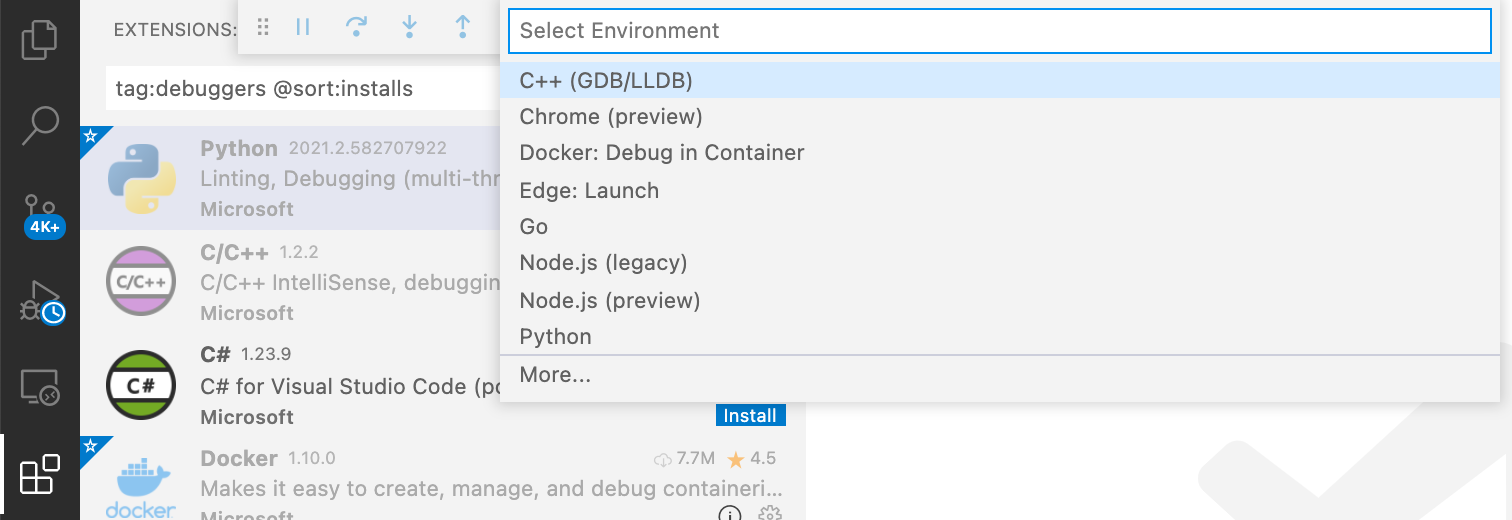 EXTENSIONS:
tag:debuggers @sort:installs
Select Environment
C++ (GDB/LLDB)
Chrome (preview)
Docker: Debug in Container
Edge: Launch
Go
Node.js (legacy)
Node.js (preview)
Python
More...
4K+
Python 2021.2.582707922
Linting, Debugging (multi-thr
Microsoft
C/C++
C/C++ 1.2.2
C/C++ IntelliSense, debuggin
Microsoft
C#
C# 1.23.9
C# for Visual Studio Code (po
Microsoft
Install
docker
Docker 1.10.0 7.7M 4.5
Makes it easy to create, manage, and debug containeri...
Microsoft